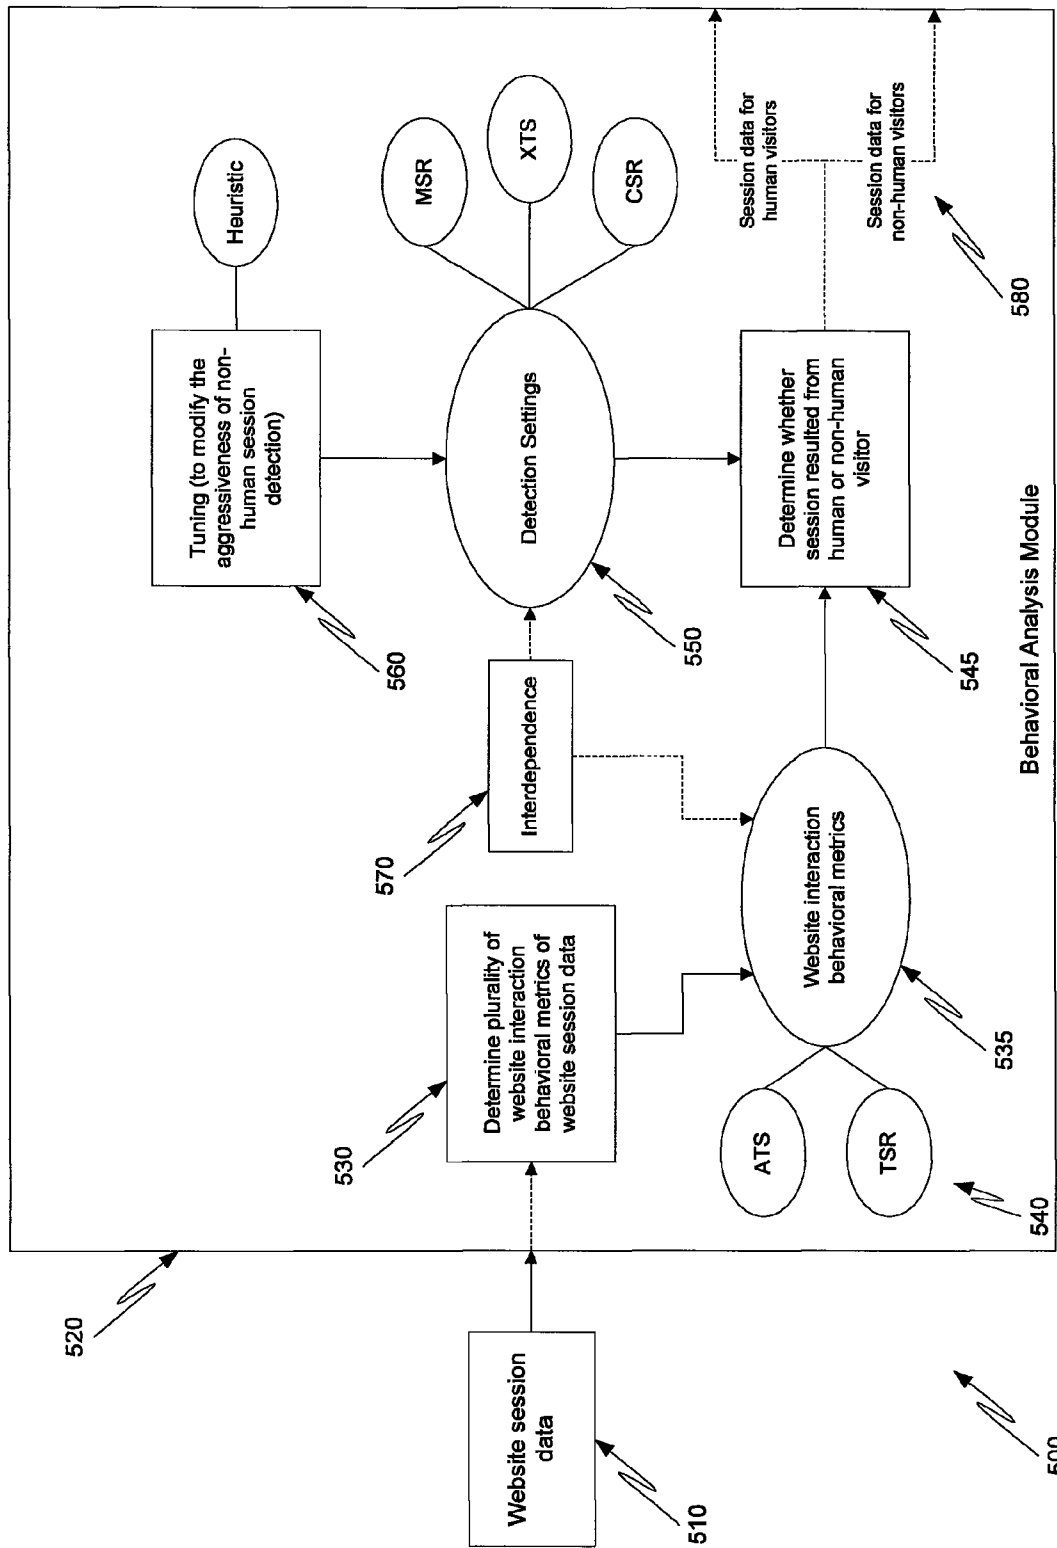 520
Website session
data
510
500
530
Determine plurality of
website interaction
behavioral metrics of
website session data
570
Interdependence
560
Tuning (to modify the
aggressiveness of non-
human session
detection)
Heuristic
550
Detection Settings
MSR
XTS
CSR
ATS
TSR
540
Website interaction
behavioral metrics
535
Determine whether
session resulted from
human or non-human
visitor
545
Session data for
human visitors
Session data for
non-human visitors
580
Behavioral Analysis Module